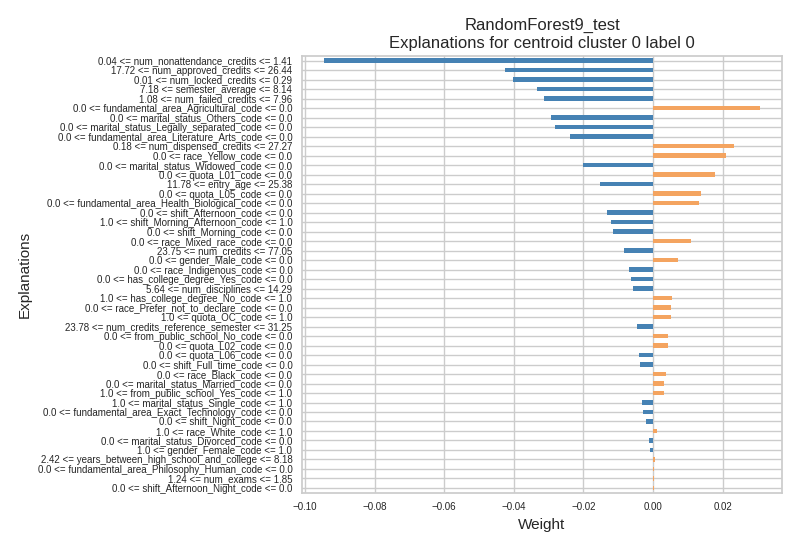 RandomForest9_test
Explanations for centroid cluster 0 label 0
0.04 <= num_nonattendance_credits <= 1.41
17.72 <= num_approved_credits <= 26.44
0.01 <= num_locked_credits <= 0.29
7.18 <= semester_average <= 8.14
1.08 <= num_failed_credits <= 7.96
0.0 <= fundamental_area_Agricultural_code <= 0.0
0.0 <= marital_status_Others_code <= 0.0
0.0 <= marital_status_Legally_separated_code <= 0.0
0.0 <= fundamental_area_Literature_Arts_code <= 0.0
0.18 <= num_dispensed_credits <= 27.27
0.0 <= race_Yellow_code <= 0.0
0.0 <= marital_status_Widowed_code <= 0.0
0.0 <= quota_L01_code <= 0.0
11.78 <= entry_age <= 25.38
0.0 <= quota_L05_code <= 0.0
0.0 <= fundamental_area_Health_Biological_code <= 0.0
0.0 <= shift_Afternoon_code <= 0.0
1.0 <= shift_Morning_Afternoon_code <= 1.0
0.0 <= shift_Morning_code <= 0.0
0.0 <= race_Mixed_race_code <= 0.0
23.75 <= num_credits <= 77.05
0.0 <= gender_Male_code <= 0.0
0.0 <= race_Indigenous_code <= 0.0
0.0 <= has_college_degree_Yes_code <= 0.0
5.64 <= num_disciplines <= 14.29
1.0 <= has_college_degree_No_code <= 1.0
0.0 <= race_Prefer_not_to_declare_code <= 0.0
1.0 <= quota_OC_code <= 1.0
23.78 <= num_credits_reference_semester <= 31.25
0.0 <= from_public_school_No_code <= 0.0
0.0 <= quota_L02_code <= 0.0
0.0 <= quota_L06_code <= 0.0
0.0 <= shift_Full_time_code <= 0.0
0.0 <= race_Black_code <= 0.0
0.0 <= marital_status_Married_code <= 0.0
1.0 <= from_public_school_Yes_code <= 1.0
1.0 <= marital_status_Single_code <= 1.0
0.0 <= fundamental_area_Exact_Technology_code <= 0.0
0.0 <= shift_Night_code <= 0.0
1.0 <= race_White_code <= 1.0
0.0 <= marital_status_Divorced_code <= 0.0
1.0 <= gender_Female_code <= 1.0
2.42 <= years_between_high_school_and_college <= 8.18
0.0 <= fundamental_area_Philosophy_Human_code <= 0.0
1.24 <= num_exams <= 1.85
0.0 <= shift_Afternoon_Night_code <= 0.0
Explanations
−0.10 −0.08 −0.06 −0.04 −0.02 0.00 0.02
Weight